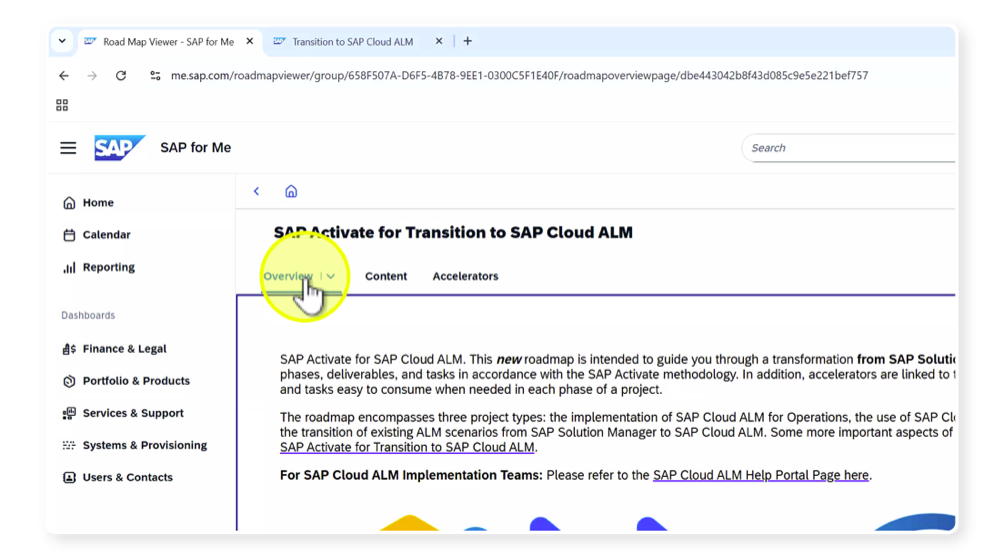 Road Map Viewer - SAP for Me
Transition to SAP Cloud ALM
me.sap.com/roadmapviewer/group/658F507A-D6F5-4B78-9EE1-0300C5F1E40F/roadmapoverviewpage/dbe443042b8f43d085c9e5e221bef757
SAP
SAP for Me
Search
Home
Calendar
Reporting
Dashboards
Finance & Legal
Portfolio & Products
Services & Support
Systems & Provisioning
Users & Contacts
SAP Activate for Transition to SAP Cloud ALM
Overview Content Accelerators
SAP Activate for SAP Cloud ALM. This new roadmap is intended to guide you through a transformation from SAP
phases, deliverables, and tasks in accordance with the SAP Activate methodology. In addition, accelerators are linked to
and tasks easy to consume when needed in each phase of a project.
The roadmap encompasses three project types: the implementation of SAP Cloud ALM for Operations, the use of SAP
the transition of existing ALM scenarios from SAP Solution Manager to SAP Cloud ALM. Some more important aspects of
SAP Activate for Transition to SAP Cloud ALM.
For SAP Cloud ALM Implementation Teams: Please refer to the SAP Cloud ALM Help Portal Page here.